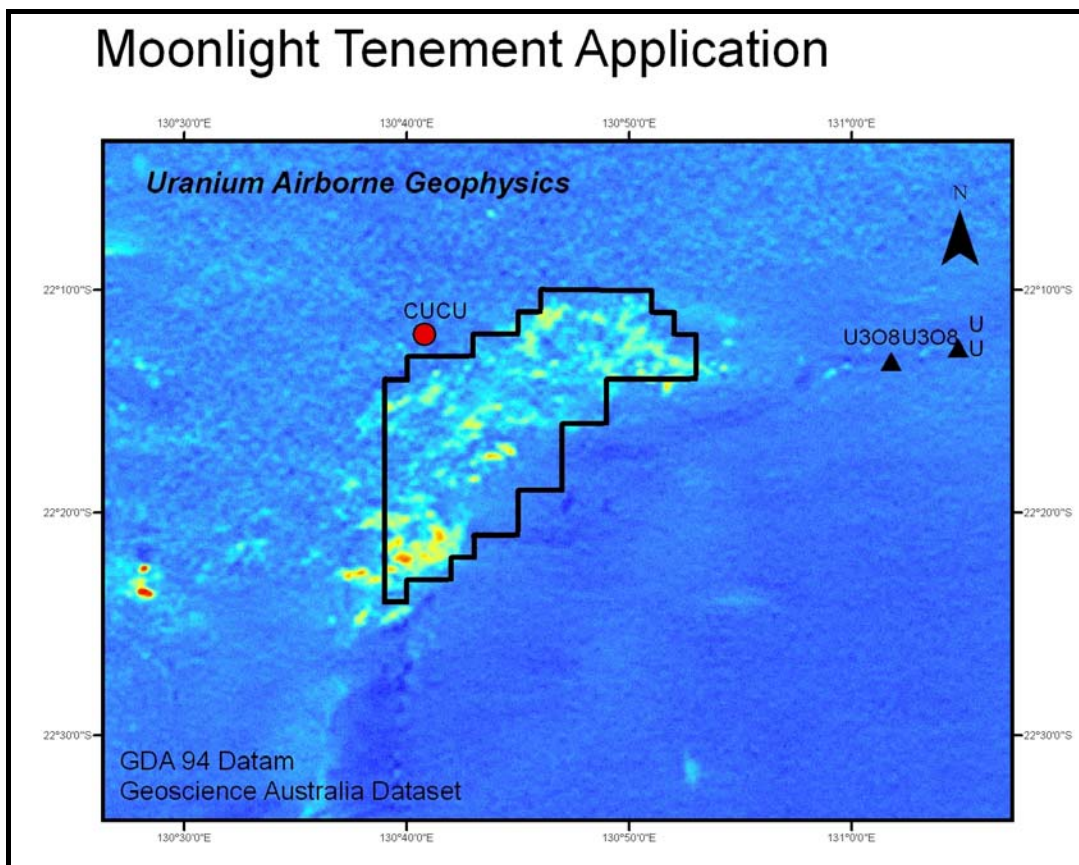 Moonlight Tenement Application
130°30'0"E 130°40'0"E 130°50'0"E 131°0'0"E
Uranium Airborne Geophysics
N
22°10'0"S 22°10'0"S
CUCU
U3O8U3O8 U
U
22°20'0"S 22°20'0"S
22°30'0"S 22°30'0"S
GDA 94 Datam
Geoscience Australia Dataset
130°30'0"E 130°40'0"E 130°50'0"E 131°0'0"E